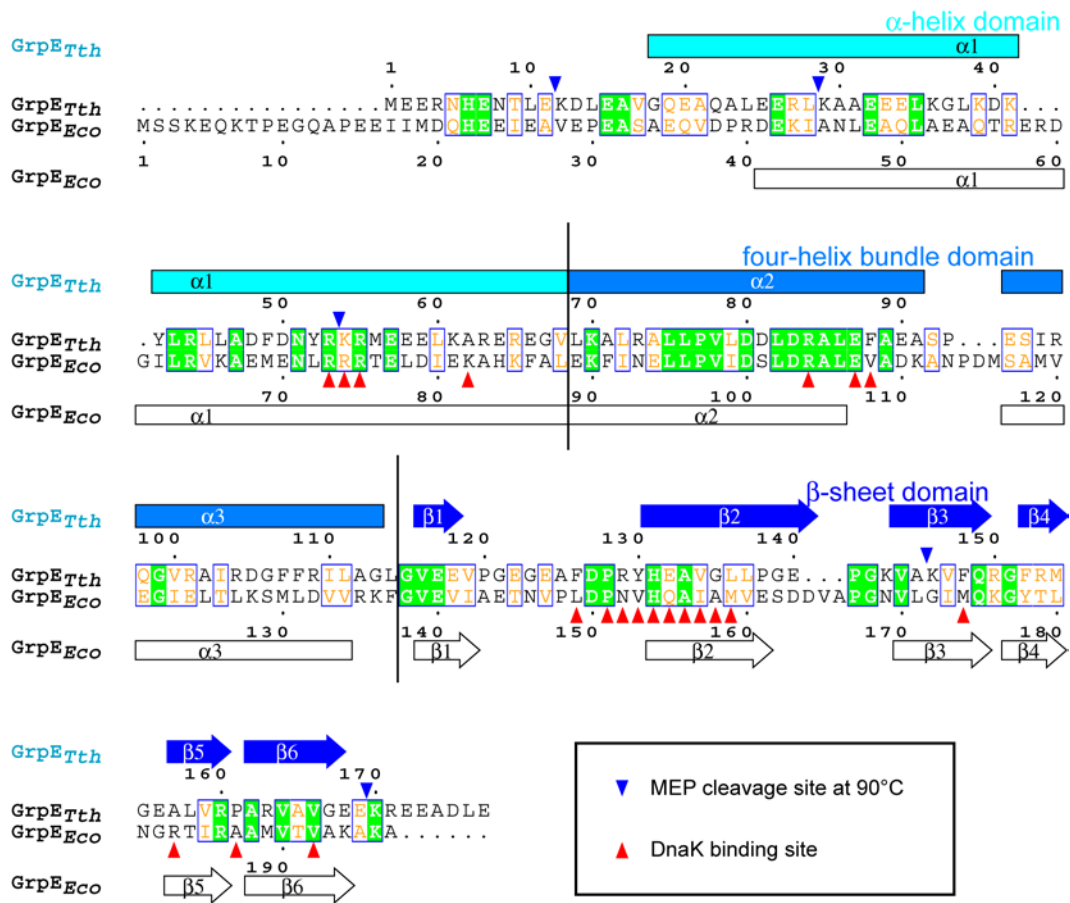 α-helix domain
GrpE Tth α1
1 10 20 30 40
GrpE Tth ................MEERNHENTLEKDLEAVGQEAQALEERLKAAEEELKGLKDK...
GrpE Eco MSSKEQKTPEGQAPEEIIMDQHEEIEAVEPEASAEQVDPRDEKIANLEAQLAEAQTRERD
1 10 20 30 40 50 60
GrpE Eco α1
four-helix bundle domain
GrpE Tth α1 α2
50 60 70 80 90
GrpE Tth .YLRLLADFDNYRKRMEEELKAREREGVLKALRALLPVLDDLDRALEFAEASP...ESIR
GrpE Eco GILRVKAEMENLRRRTELDIEKAHKFALEKFINELLPVIDSLDRALEVADKANPDMSAMV
70 80 90 100 110 120
GrpE Eco α1 α2
β-sheet domain
GrpE Tth α3 β1 β2 β3 β4
100 110 120 130 140 150
GrpE Tth QGVRAIRDGFFRILAGLGVEEVPGEGEAFDPRYHEAVGLLPGE...PGKVAKVFQRGFRM
GrpE Eco EGIELTLKSMLDVVRKFGVEVIAETNVPLDPNVHQAIAMVESDDVAPGNVLGIMQKGYTL
130 140 150 160 170 180
GrpE Eco α3 β1 β2 β3 β4
GrpE Tth β5 β6
160 170
GrpE Tth GEALVRPARVAVGEEKREEADLE
GrpE Eco NGRTIRAAMVTVAKAKA......
190
GrpE Eco β5 β6
MEP cleavage site at 90°C
DnaK binding site